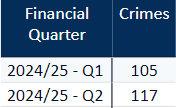 Financial Quarter Crimes
2024/25 - Q1 105
2024/25 - Q2 117